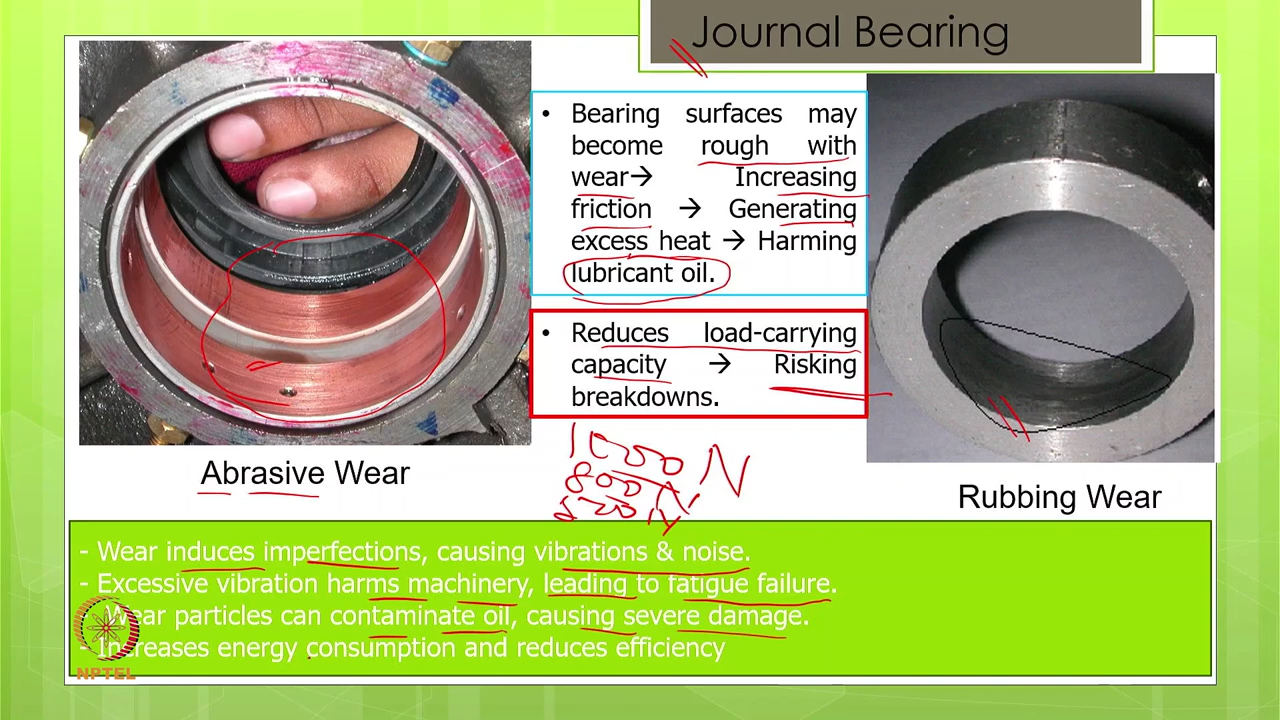 Journal Bearing
• Bearing surfaces may
become rough with
wear→ Increasing
friction → Generating
excess heat → Harming
lubricant oil.
• Reduces load-carrying
capacity → Risking
breakdowns.
Abrasive Wear
1000 N
800 N
Rubbing Wear
- Wear induces imperfections, causing vibrations & noise.
- Excessive vibration harms machinery, leading to fatigue failure.
- Wear particles can contaminate oil, causing severe damage.
- Increases energy consumption and reduces efficiency
NPTEL